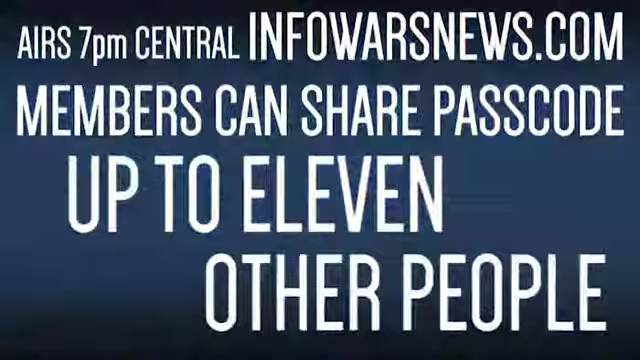 AIRS 7pm CENTRAL INFOWARSNEWS.COM
MEMBERS CAN SHARE PASSCODE
UP TO ELEVEN
OTHER PEOPLE